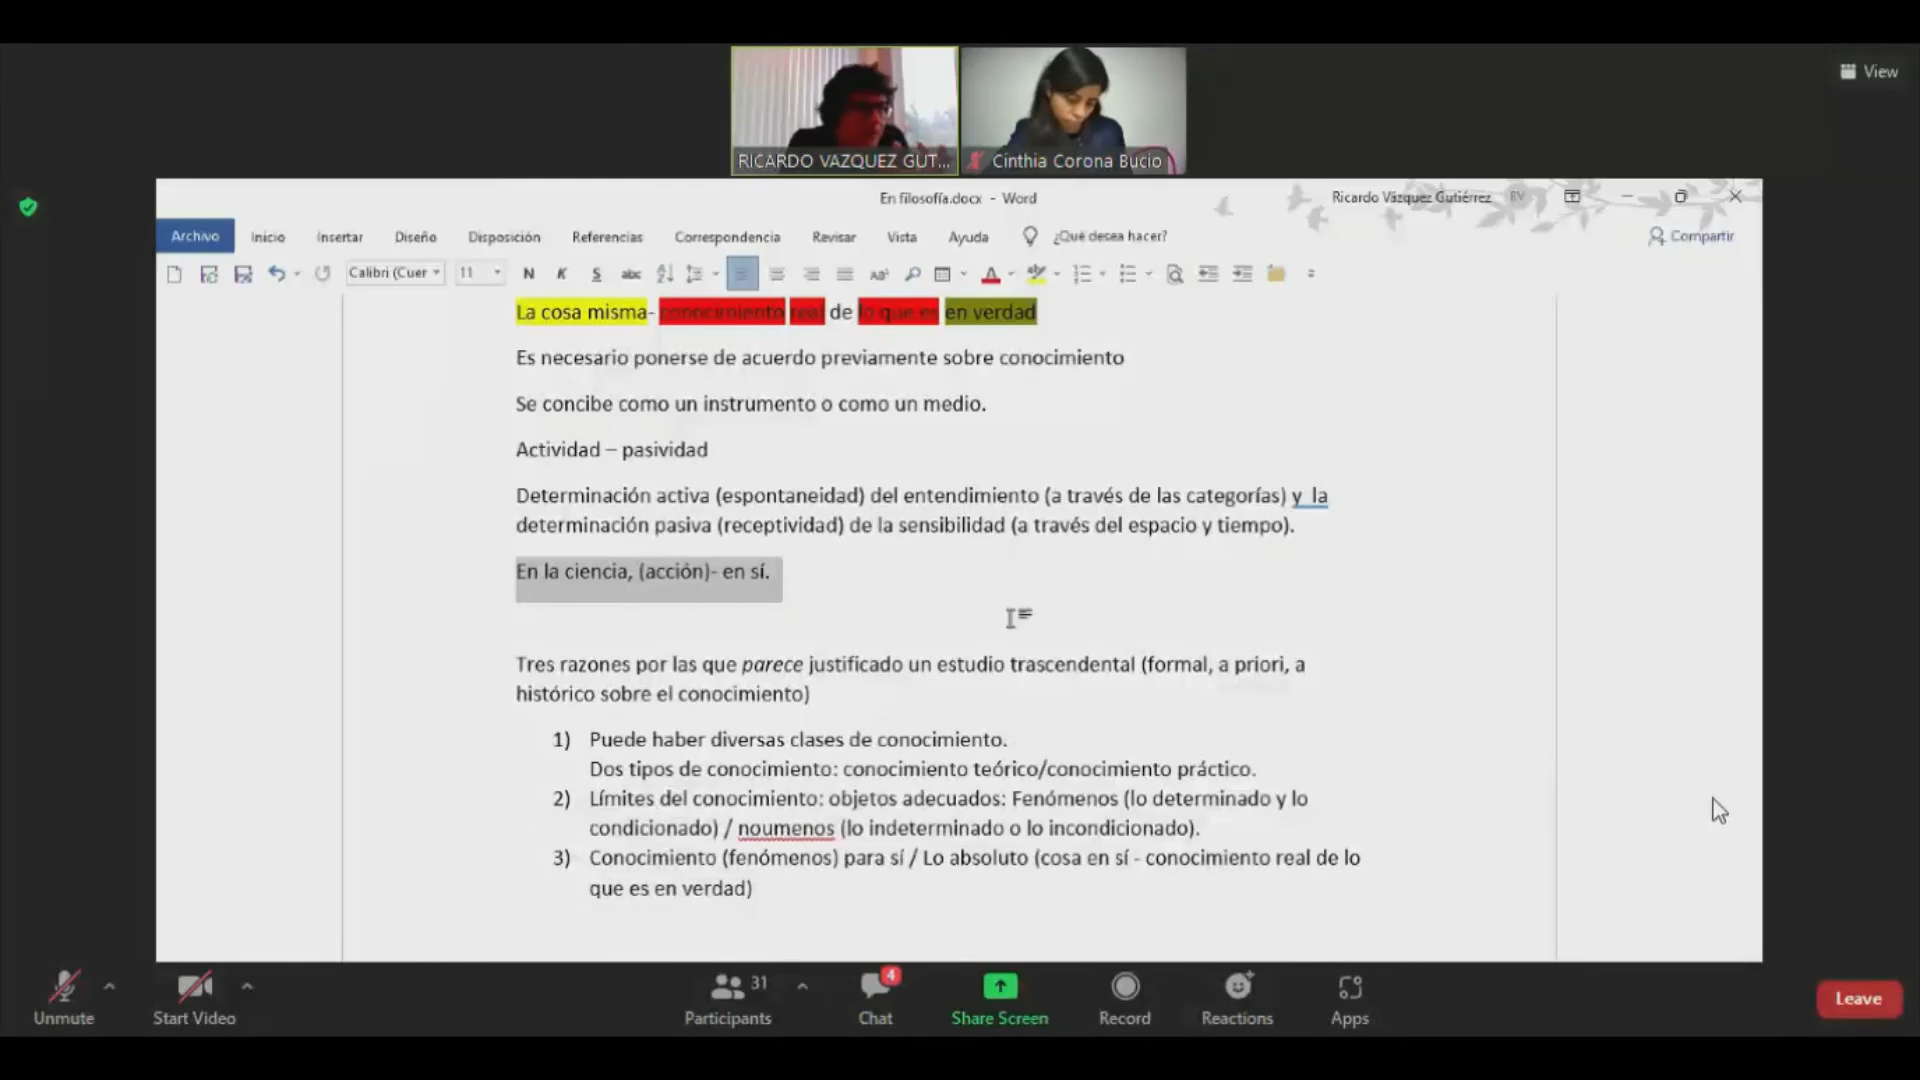 View
RICARDO VAZQUEZ GUT...
Cinthia Corona Bucio
En filosofía.docx - Word
Ricardo Vázquez Gutiérrez RV
Archivo Inicio Insertar Diseño Disposición Referencias Correspondencia Revisar Vista Ayuda ¿Qué desea hacer? Compartir
Calibri (Cuer 11 N K S abc
La cosa misma- conocimiento real de lo que es en verdad
Es necesario ponerse de acuerdo previamente sobre conocimiento
Se concibe como un instrumento o como un medio.
Actividad – pasividad
Determinación activa (espontaneidad) del entendimiento (a través de las categorías) y la
determinación pasiva (receptividad) de la sensibilidad (a través del espacio y tiempo).
En la ciencia, (acción)- en sí.
Tres razones por las que parece justificado un estudio trascendental (formal, a priori, a
histórico sobre el conocimiento)
1) Puede haber diversas clases de conocimiento.
Dos tipos de conocimiento: conocimiento teórico/conocimiento práctico.
2) Límites del conocimiento: objetos adecuados: Fenómenos (lo determinado y lo
condicionado) / noumenos (lo indeterminado o lo incondicionado).
3) Conocimiento (fenómenos) para sí / Lo absoluto (cosa en sí - conocimiento real de lo
que es en verdad)
31
4
Unmute Start Video Participants Chat Share Screen Record Reactions Apps Leave